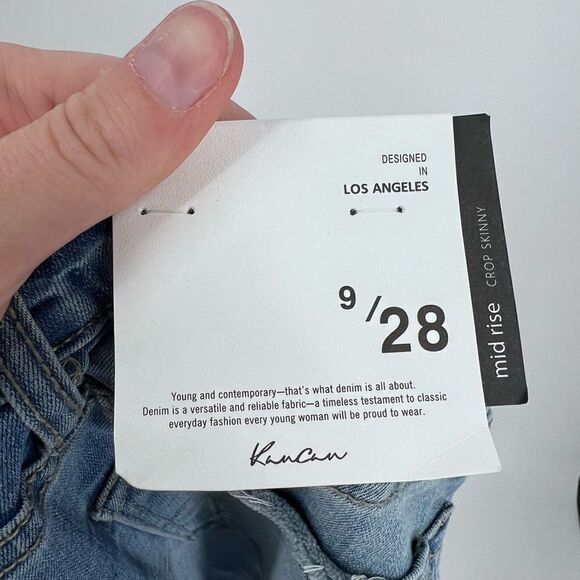 DESIGNED
IN
LOS ANGELES
9/28
Young and contemporary—that's what denim is all about.
Denim is a versatile and reliable fabric—a timeless testament to classic
everyday fashion every young woman will be proud to wear.
KanCan
mid rise CROP SKINNY